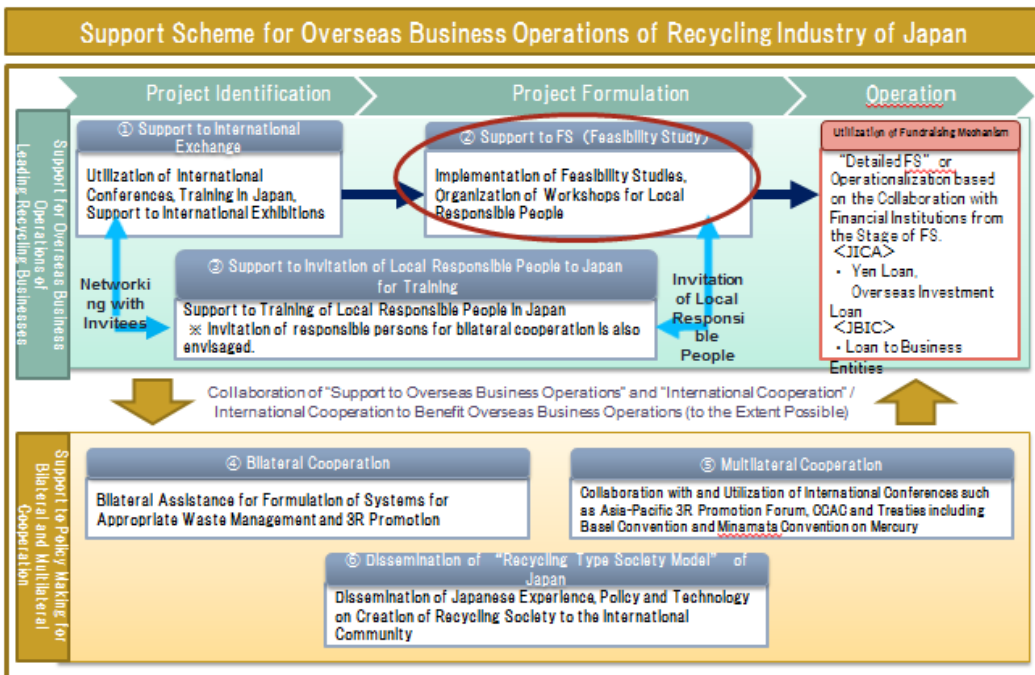 Support Scheme for Overseas Business Operations of Recycling Industry of Japan
Project Identification
Project Formulation
Operation
Support for Overseas Business
Operations of
Leading Recycling Businesses
① Support to International
Exchange
Utilization of International
Conferences, Training in Japan,
Support to International Exhibitions
② Support to FS (Feasibility Study)
Implementation of Feasibility Studies,
Organization of Workshops for Local
Responsible People
Utilization of Fundraising Mechanism
"Detailed FS" or
Operationalization based
on the Collaboration with
Financial Institutions from
the Stage of FS.
<JICA>
・ Yen Loan,
Overseas Investment
Loan
<JBIC>
・Loan to Business
Entities
Networki
ng with
Invitees
③ Support to Invitation of Local Responsible People to Japan
for Training
Support to Training of Local Responsible People in Japan
※ Invitation of responsible persons for bilateral cooperation is also
envisaged.
Invitation
of Local
Responsi
ble
People
Collaboration of "Support to Overseas Business Operations" and "International Cooperation" /
International Cooperation to Benefit Overseas Business Operations (to the Extent Possible)
Support to Policy Making for
Bilateral and Multilateral
Cooperation
④ Bilateral Cooperation
Bilateral Assistance for Formulation of Systems for
Appropriate Waste Management and 3R Promotion
⑤ Multilateral Cooperation
Collaboration with and Utilization of International Conferences such
as Asia-Pacific 3R Promotion Forum, CCAC and Treaties including
Basel Convention and Minamata Convention on Mercury
⑥ Dissemination of "Recycling Type Society Model" of
Japan
Dissemination of Japanese Experience, Policy and Technology
on Creation of Recycling Society to the International
Community